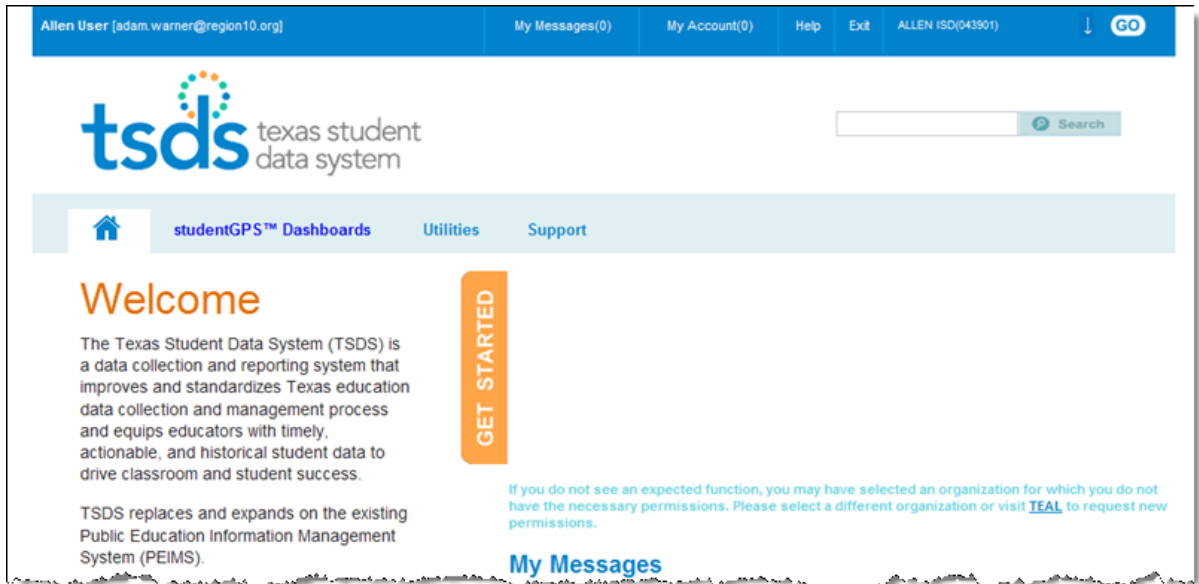 Allen User [adam.warner@region10.org] My Messages(0) My Account(0) Help Exit ALLEN ISD(043901) ↓ GO
tsds texas student
data system
Search
studentGPS™ Dashboards Utilities Support
Welcome
The Texas Student Data System (TSDS) is
a data collection and reporting system that
improves and standardizes Texas education
data collection and management process
and equips educators with timely,
actionable, and historical student data to
drive classroom and student success.
TSDS replaces and expands on the existing
Public Education Information Management
System (PEIMS).
GET STARTED
If you do not see an expected function, you may have selected an organization for which you do not
have the necessary permissions. Please select a different organization or visit TEAL to request new
permissions.
My Messages